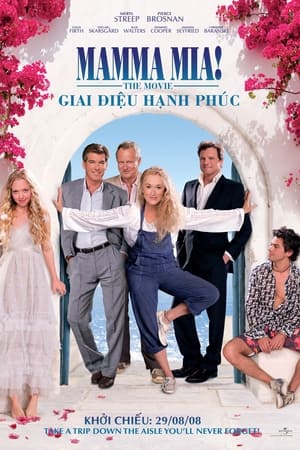 MERYL STREEP PIERCE BROSNAN
COLIN FIRTH STELLAN SKARSGARD JULIE WALTERS DOMINIC COOPER AMANDA SEYFRIED CHRISTINE BARANSKI
MAMMA MIA!
THE MOVIE
GIAI ĐIỆU HẠNH PHÚC
KHỞI CHIẾU: 29/08/08
TAKE A TRIP DOWN THE AISLE YOU'LL NEVER FORGET!